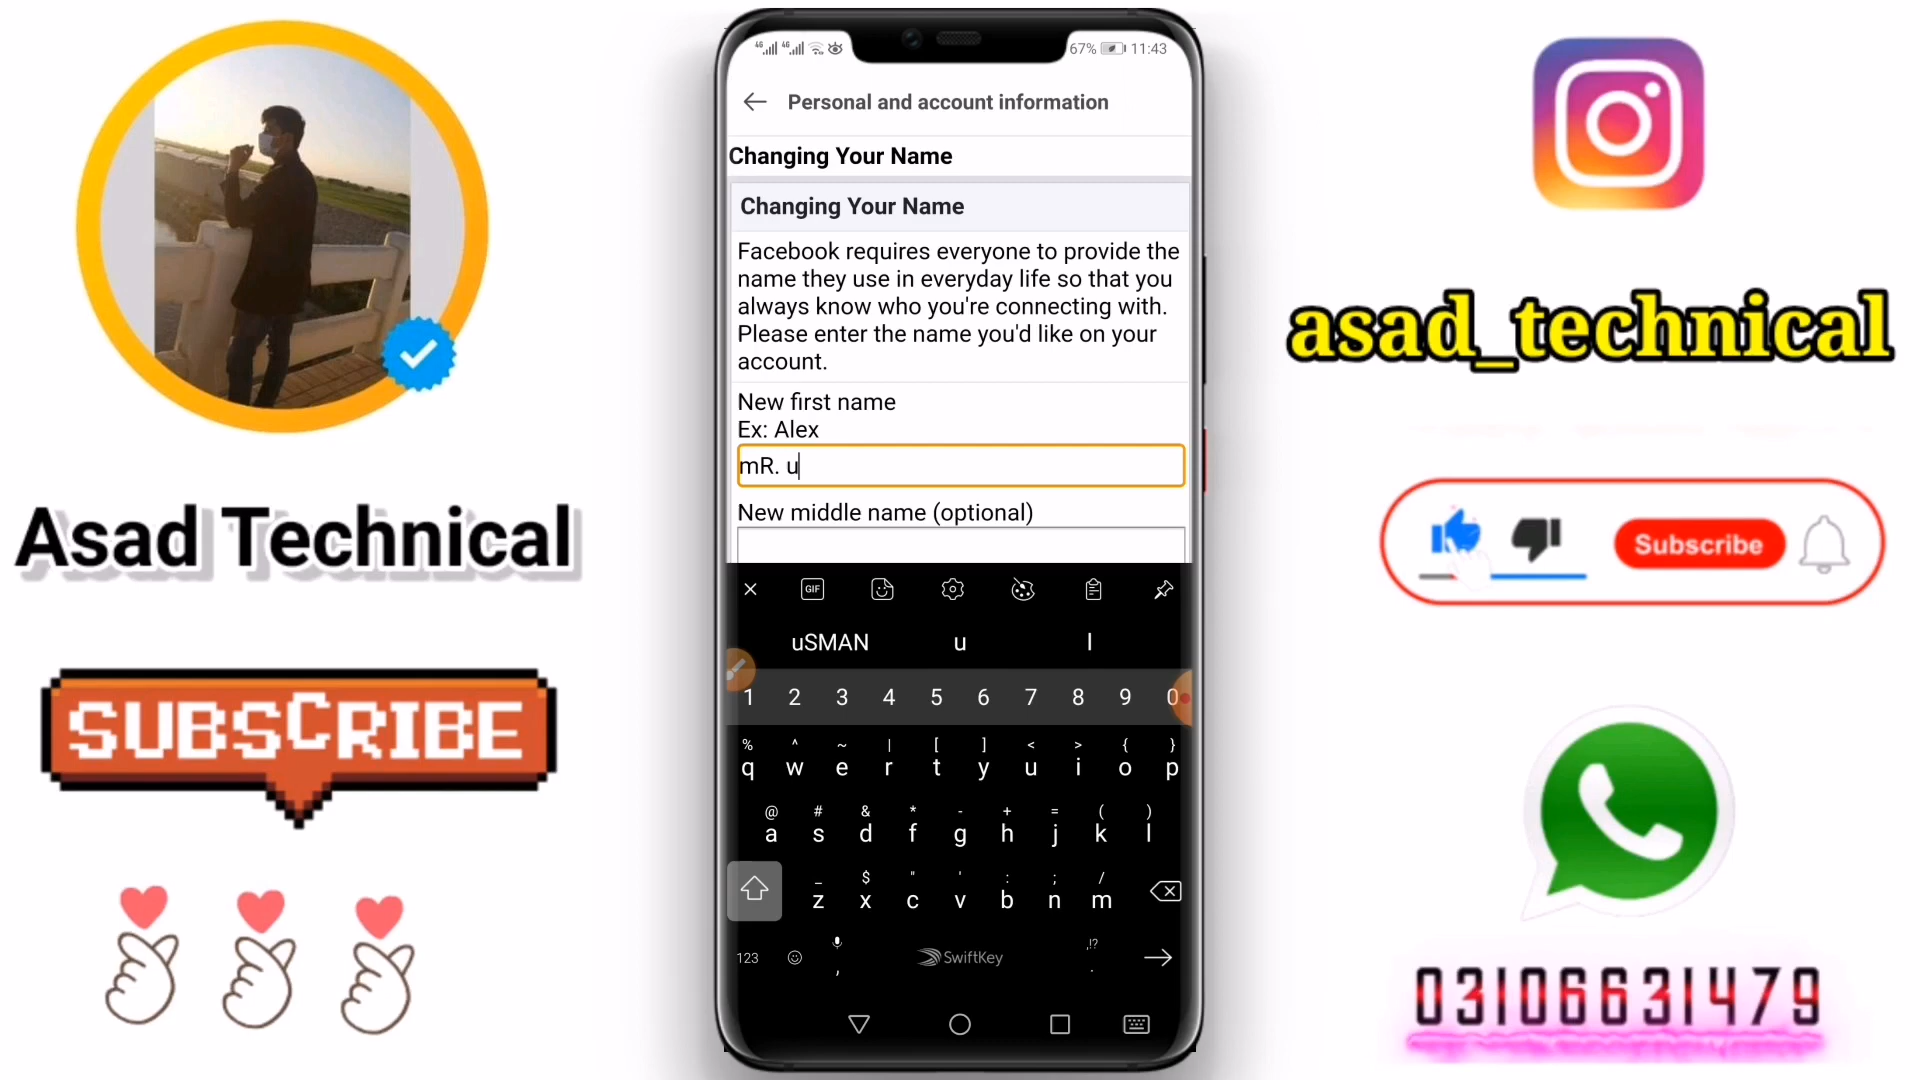 4G 4G 67% 11:43
Personal and account information
Changing Your Name
Changing Your Name
Facebook requires everyone to provide the
name they use in everyday life so that you
always know who you're connecting with.
Please enter the name you'd like on your
account.
New first name
Ex: Alex
mR. u
New middle name (optional)
GIF
uSMAN u l
1 2 3 4 5 6 7 8 9 0
% ^ ~ | [ ] < > { }
q w e r t y u i o p
@ # & * - + = ( )
a s d f g h j k l
_ $ " ' : ; /
z x c v b n m
,!?
123 , SwiftKey .
Asad Technical
SUBSCRIBE
asad_technical
Subscribe
03106631479